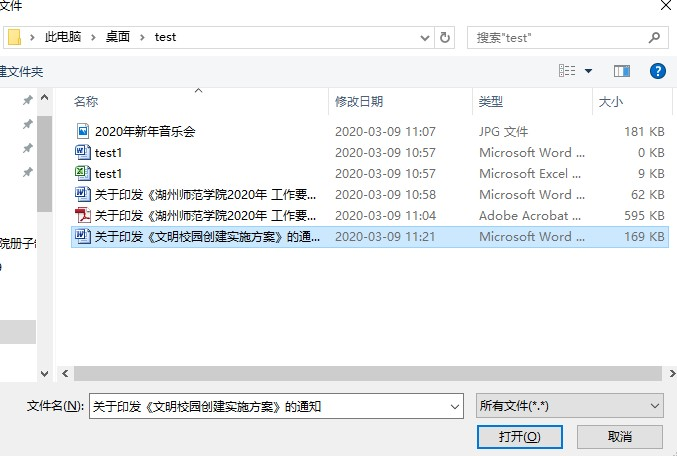 文件
此电脑 桌面 test 搜索"test"
建文件夹
名称 修改日期 类型 大小
2020年新年音乐会 2020-03-09 11:07 JPG 文件 181 KB
test1 2020-03-09 10:57 Microsoft Word ... 0 KB
test1 2020-03-09 10:57 Microsoft Excel ... 9 KB
关于印发《湖州师范学院2020年 工作要... 2020-03-09 10:58 Microsoft Word ... 62 KB
关于印发《湖州师范学院2020年 工作要... 2020-03-09 11:04 Adobe Acrobat ... 595 KB
关于印发《文明校园创建实施方案》的通... 2020-03-09 11:21 Microsoft Word ... 169 KB
文件名(N): 关于印发《文明校园创建实施方案》的通知 所有文件(*.*)
打开(O) 取消